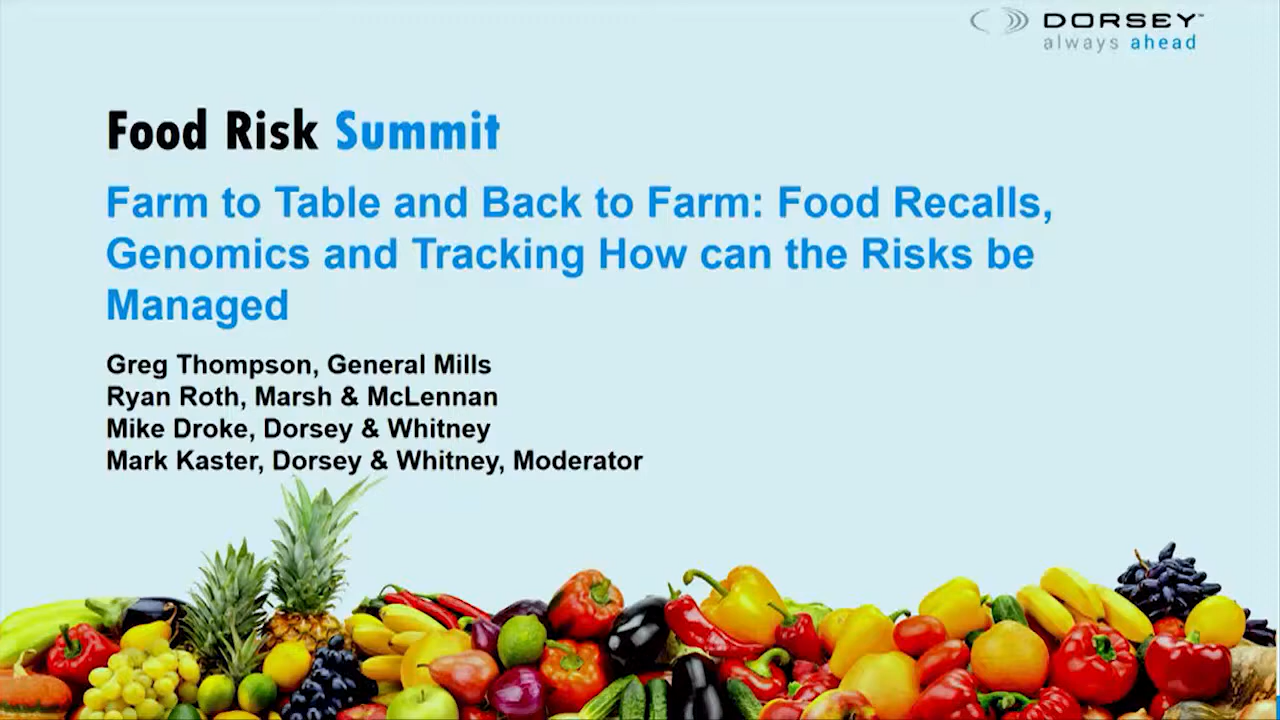 DORSEY™
always ahead
Food Risk Summit
Farm to Table and Back to Farm: Food Recalls,
Genomics and Tracking How can the Risks be
Managed
Greg Thompson, General Mills
Ryan Roth, Marsh & McLennan
Mike Droke, Dorsey & Whitney
Mark Kaster, Dorsey & Whitney, Moderator